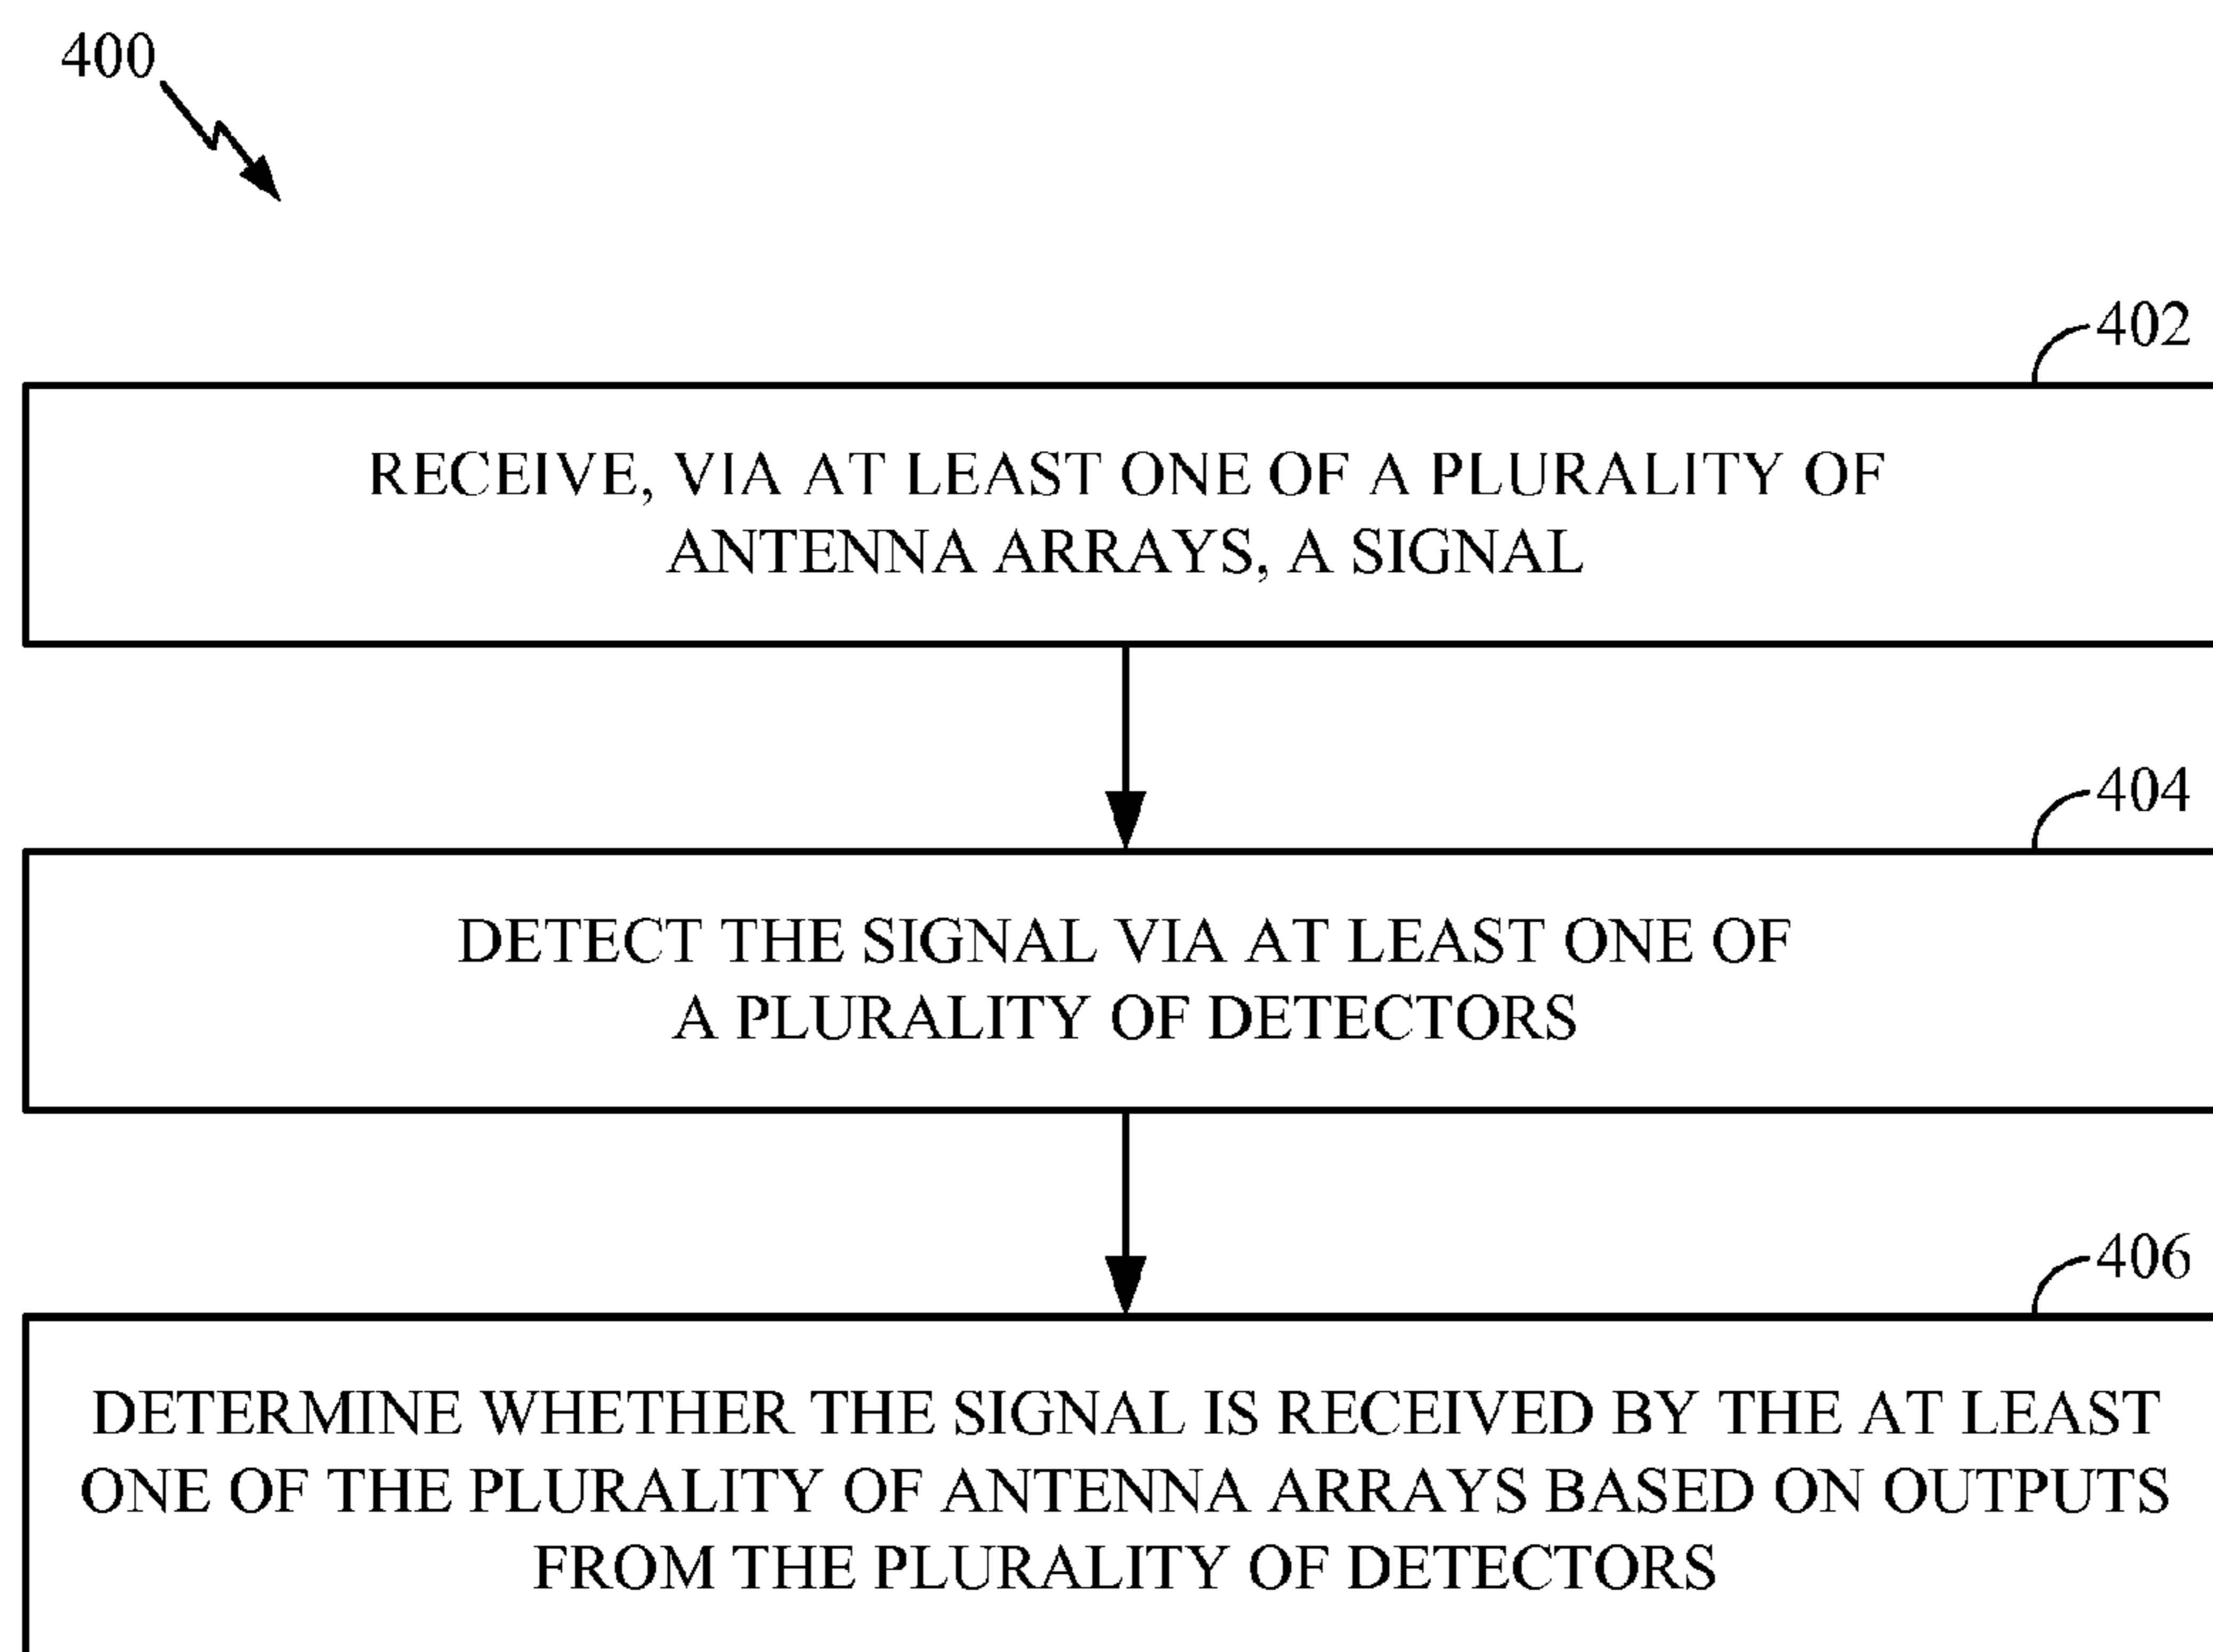 400
402
RECEIVE, VIA AT LEAST ONE OF A PLURALITY OF
ANTENNA ARRAYS, A SIGNAL
404
DETECT THE SIGNAL VIA AT LEAST ONE OF
A PLURALITY OF DETECTORS
406
DETERMINE WHETHER THE SIGNAL IS RECEIVED BY THE AT LEAST
ONE OF THE PLURALITY OF ANTENNA ARRAYS BASED ON OUTPUTS
FROM THE PLURALITY OF DETECTORS